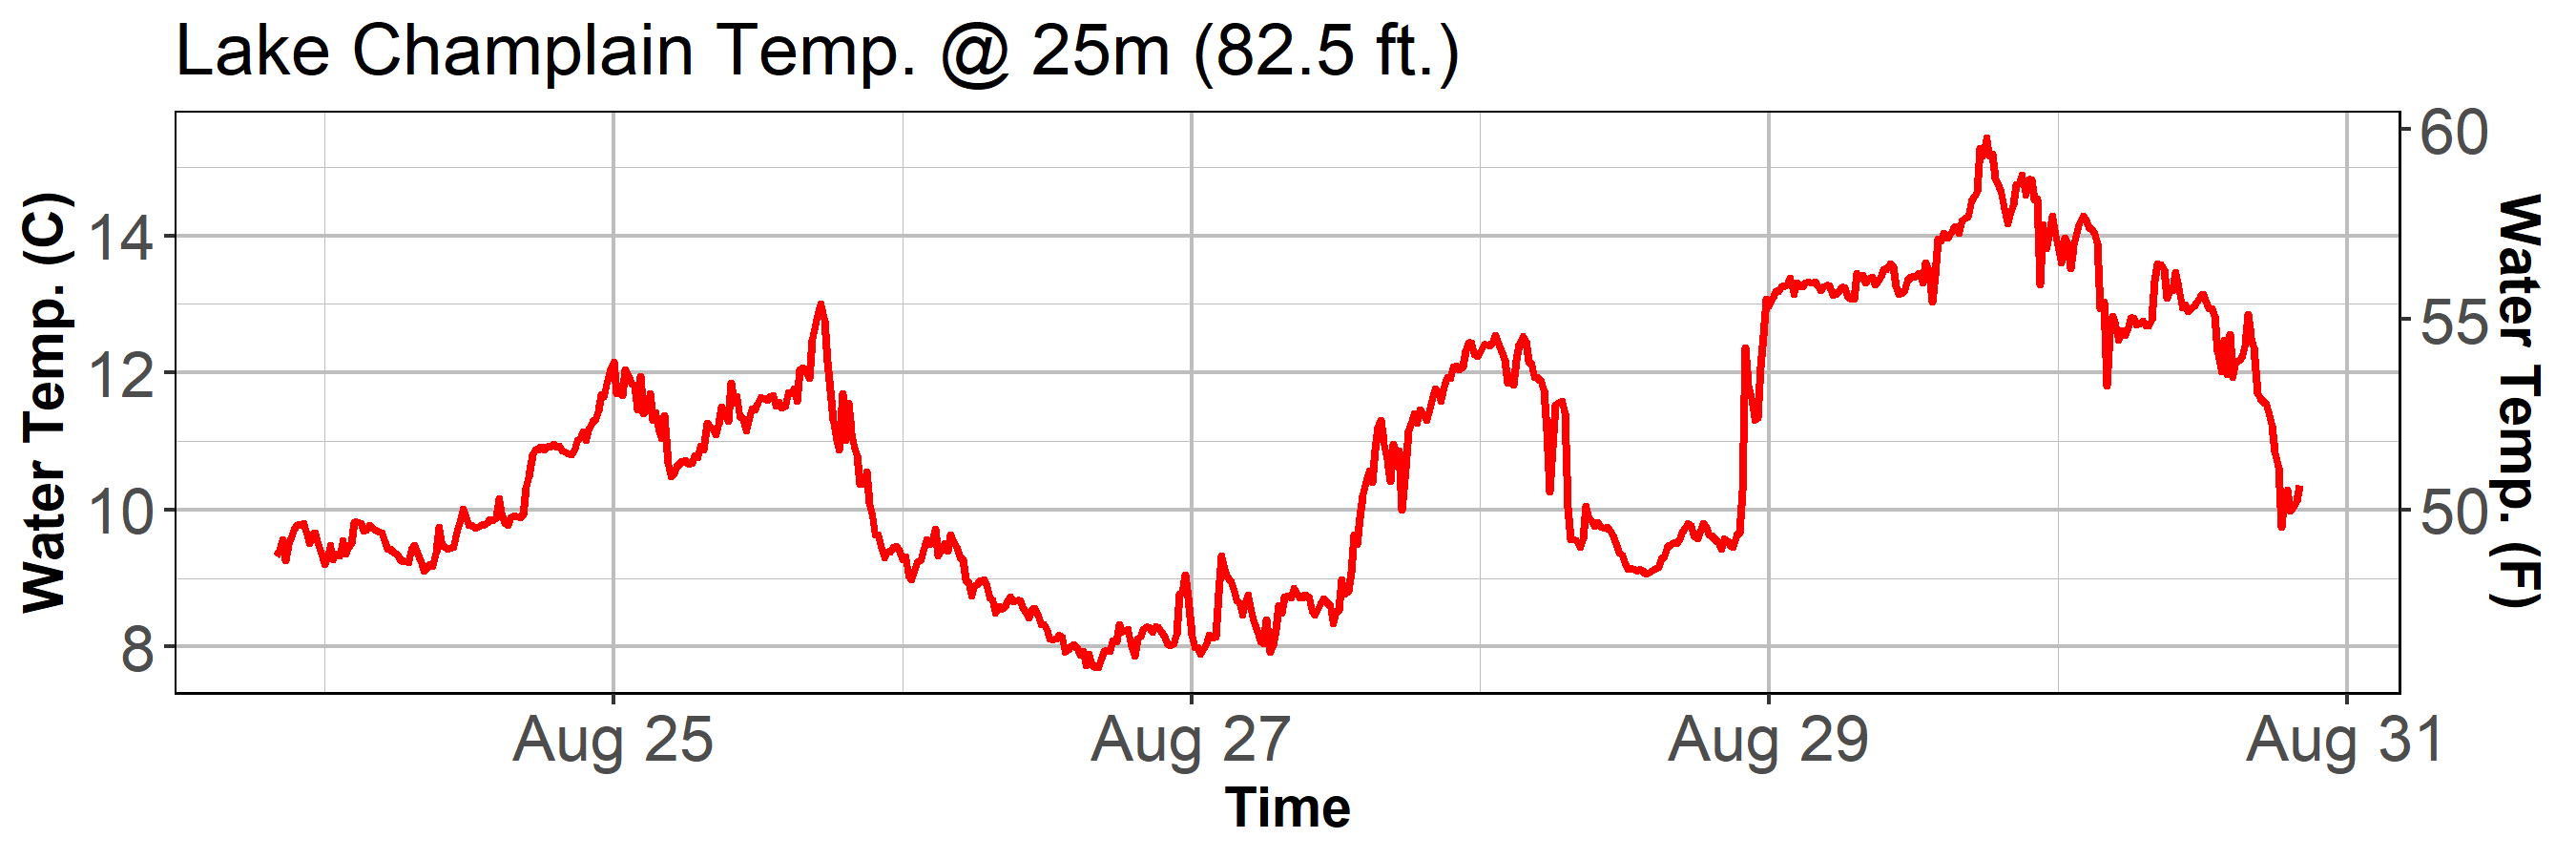 Lake Champlain Temp. @ 25m (82.5 ft.)
Water Temp. (C)
14
12
10
8
60
55
50
Water Temp. (F)
Aug 25
Aug 27
Aug 29
Aug 31
Time